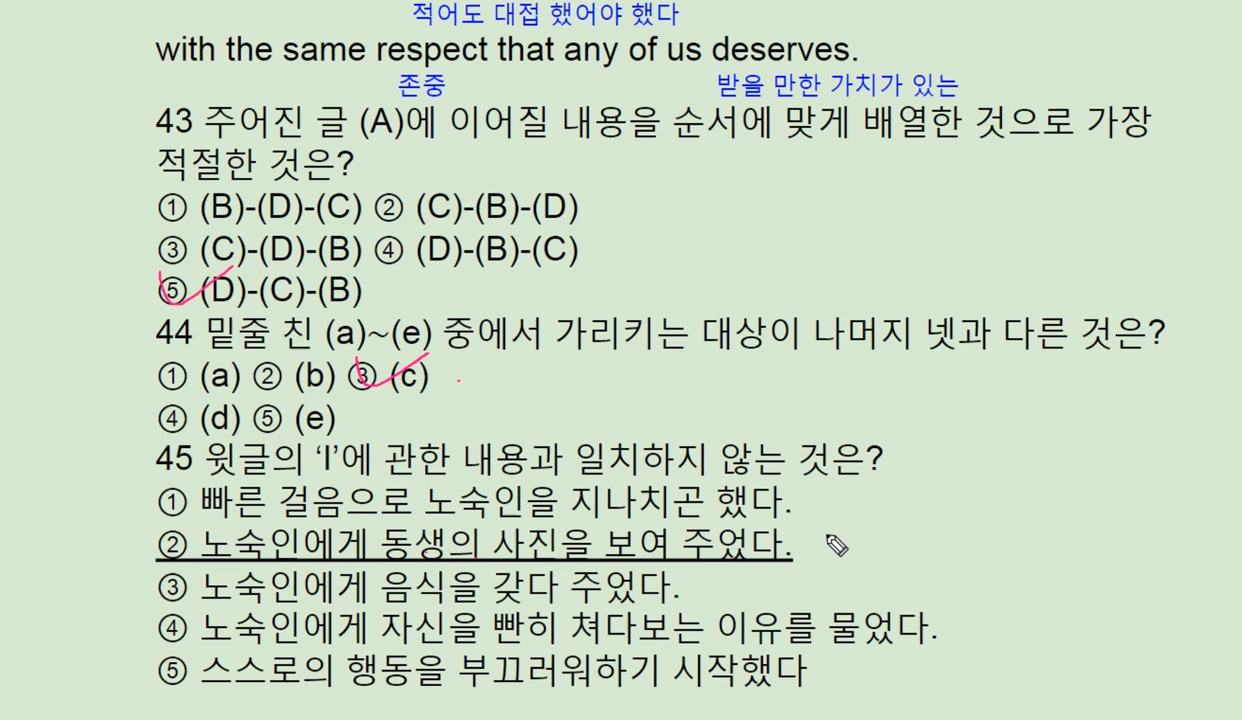 적어도 대접 했어야 했다
with the same respect that any of us deserves.
존중 받을 만한 가치가 있는
43 주어진 글 (A)에 이어질 내용을 순서에 맞게 배열한 것으로 가장
적절한 것은?
① (B)-(D)-(C) ② (C)-(B)-(D)
③ (C)-(D)-(B) ④ (D)-(B)-(C)
⑤ (D)-(C)-(B)
44 밑줄 친 (a)~(e) 중에서 가리키는 대상이 나머지 넷과 다른 것은?
① (a) ② (b) ③ (c)
④ (d) ⑤ (e)
45 윗글의 ‘I’에 관한 내용과 일치하지 않는 것은?
① 빠른 걸음으로 노숙인을 지나치곤 했다.
② 노숙인에게 동생의 사진을 보여 주었다.
③ 노숙인에게 음식을 갖다 주었다.
④ 노숙인에게 자신을 빤히 쳐다보는 이유를 물었다.
⑤ 스스로의 행동을 부끄러워하기 시작했다